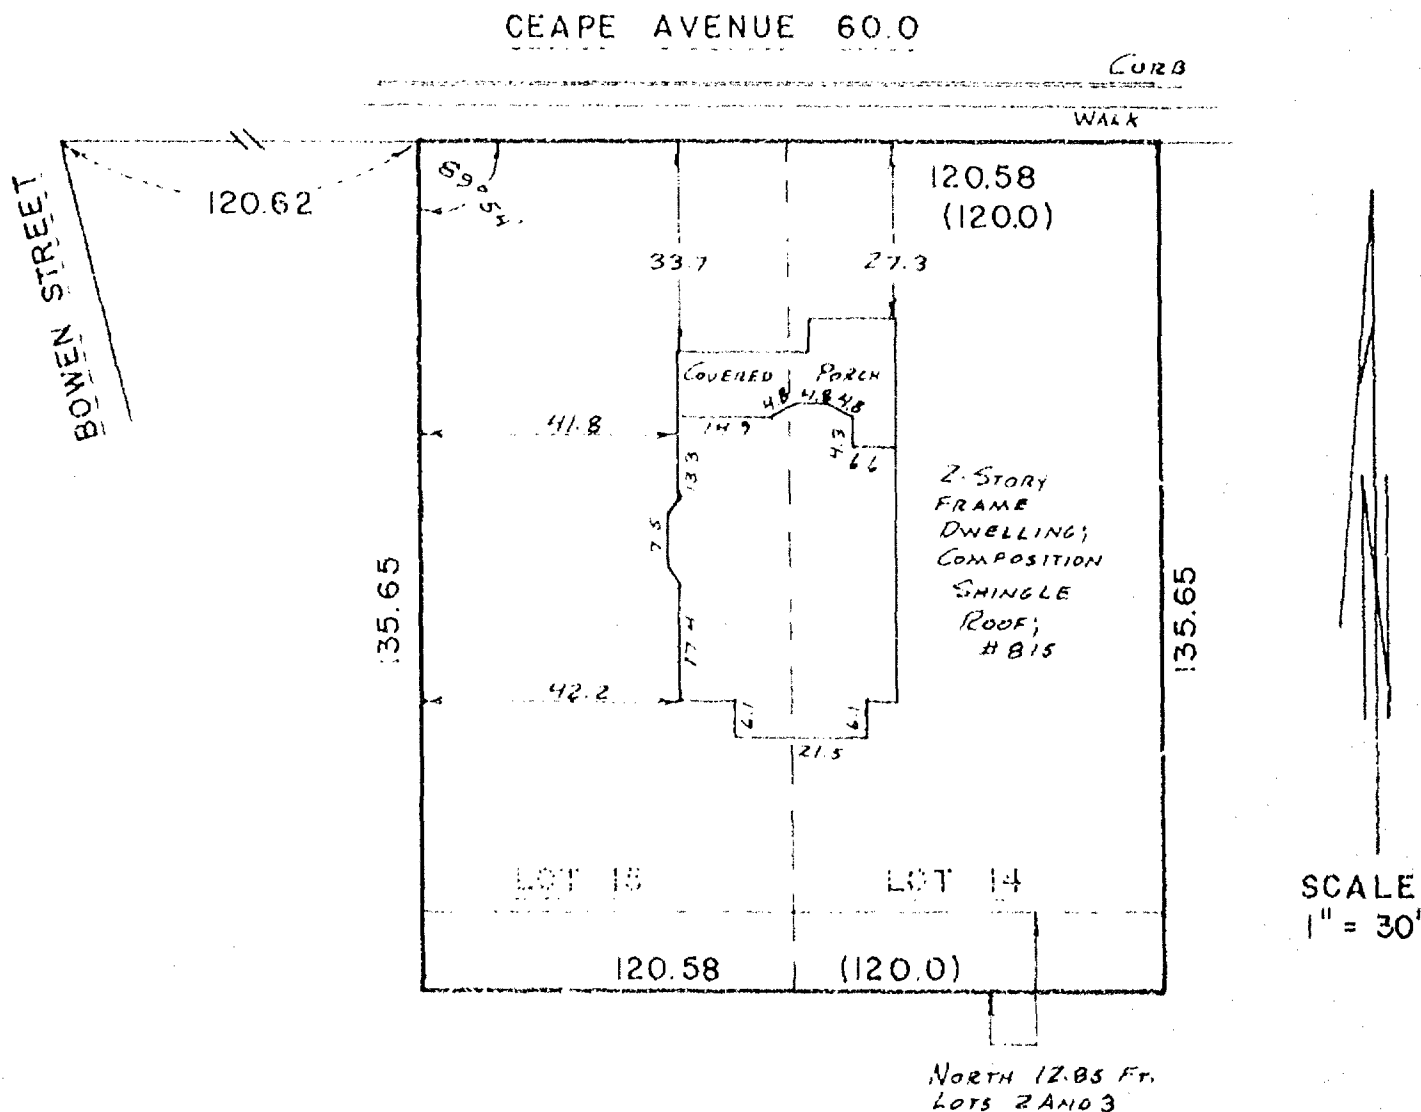 CEAPE AVENUE 60.0
CURB
WALK
120.62
89° 54'
120.58
(120.0)
BOWEN STREET
33.7
27.3
COVERED PORCH
4.8
4.8
4.8
14.9
4.3
6.6
41.8
13.3
7.5
17.4
2-STORY
FRAME
DWELLING;
COMPOSITION
SHINGLE
ROOF;
#815
135.65
135.65
42.2
6.1
6.1
21.5
LOT 15
LOT 14
SCALE
1" = 30'
120.58
(120.0)
NORTH 12.85 FT.
LOTS 2 AND 3